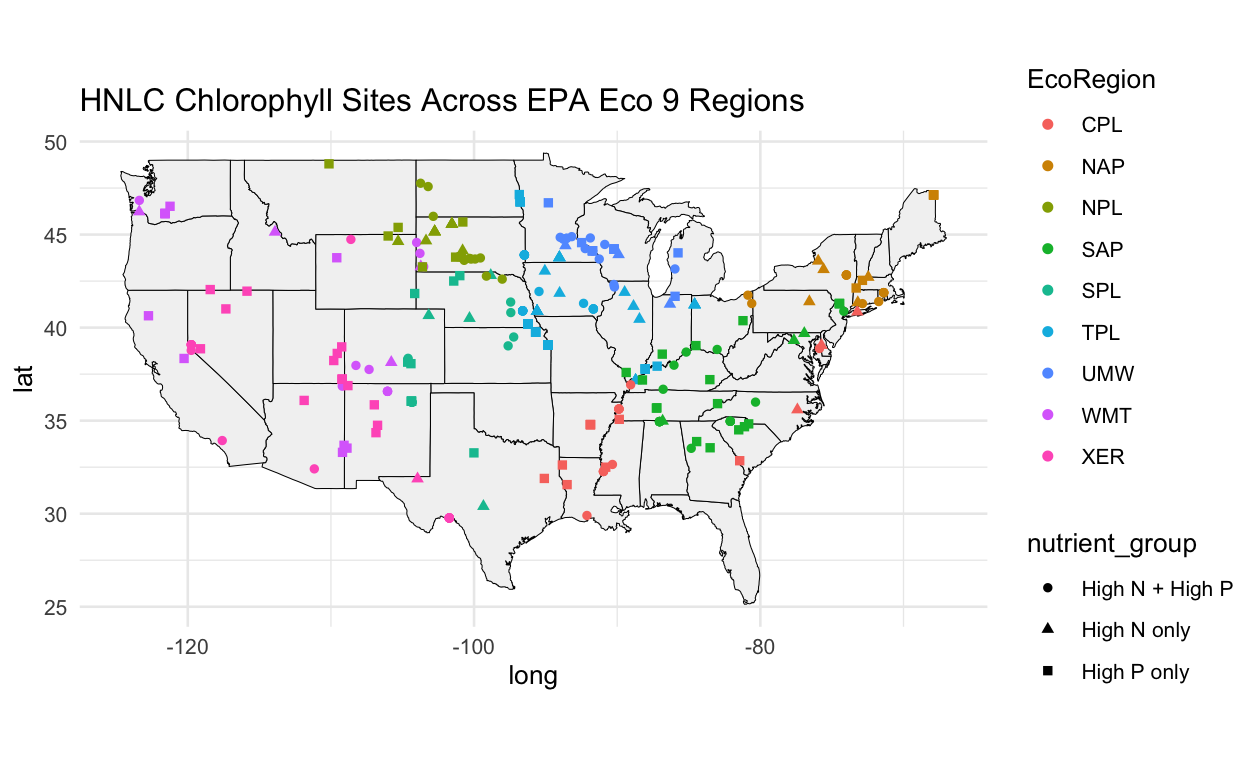 HNLC Chlorophyll Sites Across EPA Eco 9 Regions
50
45
40
35
30
25
lat
-120
-100
-80
long
EcoRegion
CPL
NAP
NPL
SAP
SPL
TPL
UMW
WMT
XER
nutrient_group
High N + High P
High N only
High P only